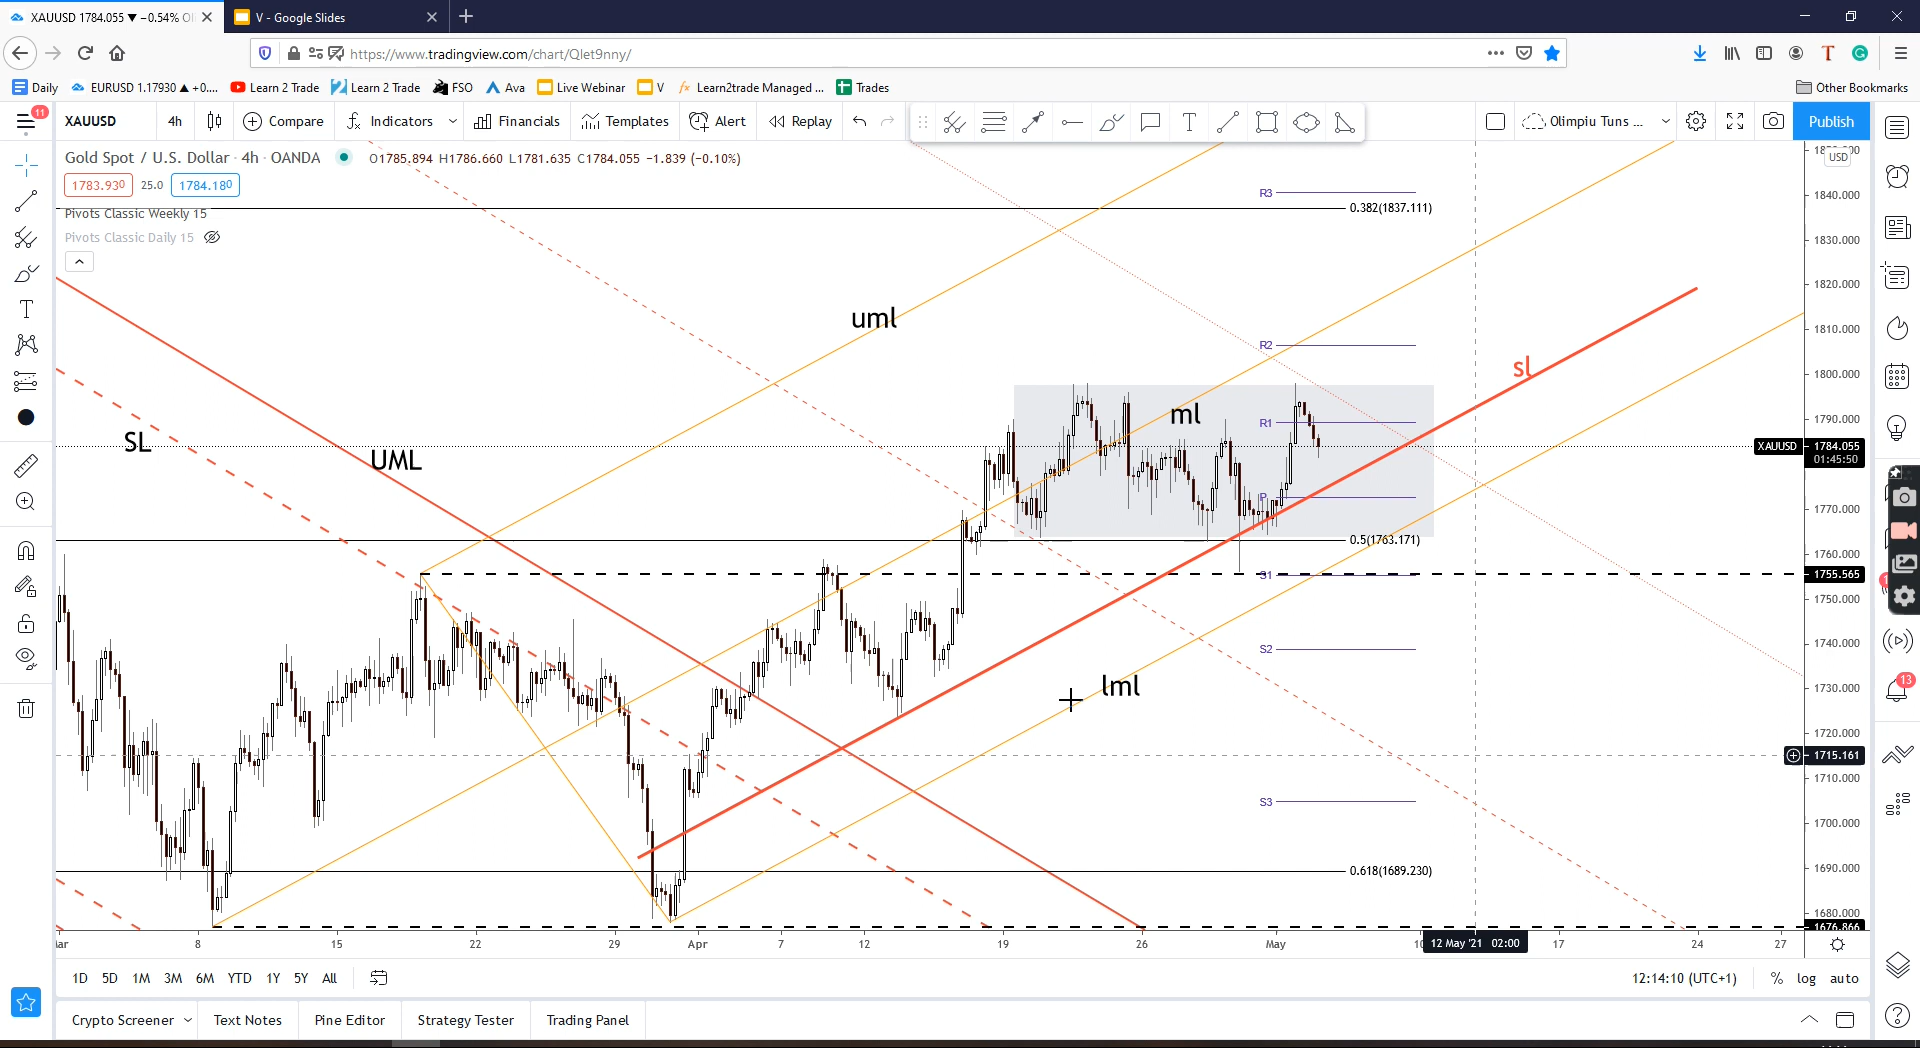 XAUUSD 1784.055 ▼ −0.54%
V - Google Slides
https://www.tradingview.com/chart/Qlet9nny/
Daily
EURUSD 1.17930 ▲ +0....
Learn 2 Trade
Learn 2 Trade
FSO
Ava
Live Webinar
V
Learn2trade Managed ...
Trades
Other Bookmarks
11
XAUUSD
4h
Compare
Indicators
Financials
Templates
Alert
Replay
Olimpiu Tuns ...
Publish
Gold Spot / U.S. Dollar · 4h · OANDA
O1785.894 H1786.660 L1781.635 C1784.055 −1.839 (−0.10%)
1783.930
25.0
1784.180
Pivots Classic Weekly 15
Pivots Classic Daily 15
USD
1840.000
1830.000
1820.000
1810.000
1800.000
1790.000
XAUUSD
1784.055
01:45:50
1770.000
1760.000
1755.565
1750.000
1740.000
1730.000
1720.000
1715.161
1710.000
1700.000
1690.000
1680.000
1676.866
R3
0.382(1837.111)
uml
R2
sl
ml
R1
SL
UML
P
0.5(1763.171)
S1
S2
lml
S3
0.618(1689.230)
13
8
15
22
29
Apr
7
12
19
26
May
12 May '21 02:00
17
24
27
1D
5D
1M
3M
6M
YTD
1Y
5Y
All
12:14:10 (UTC+1)
%
log
auto
Crypto Screener
Text Notes
Pine Editor
Strategy Tester
Trading Panel